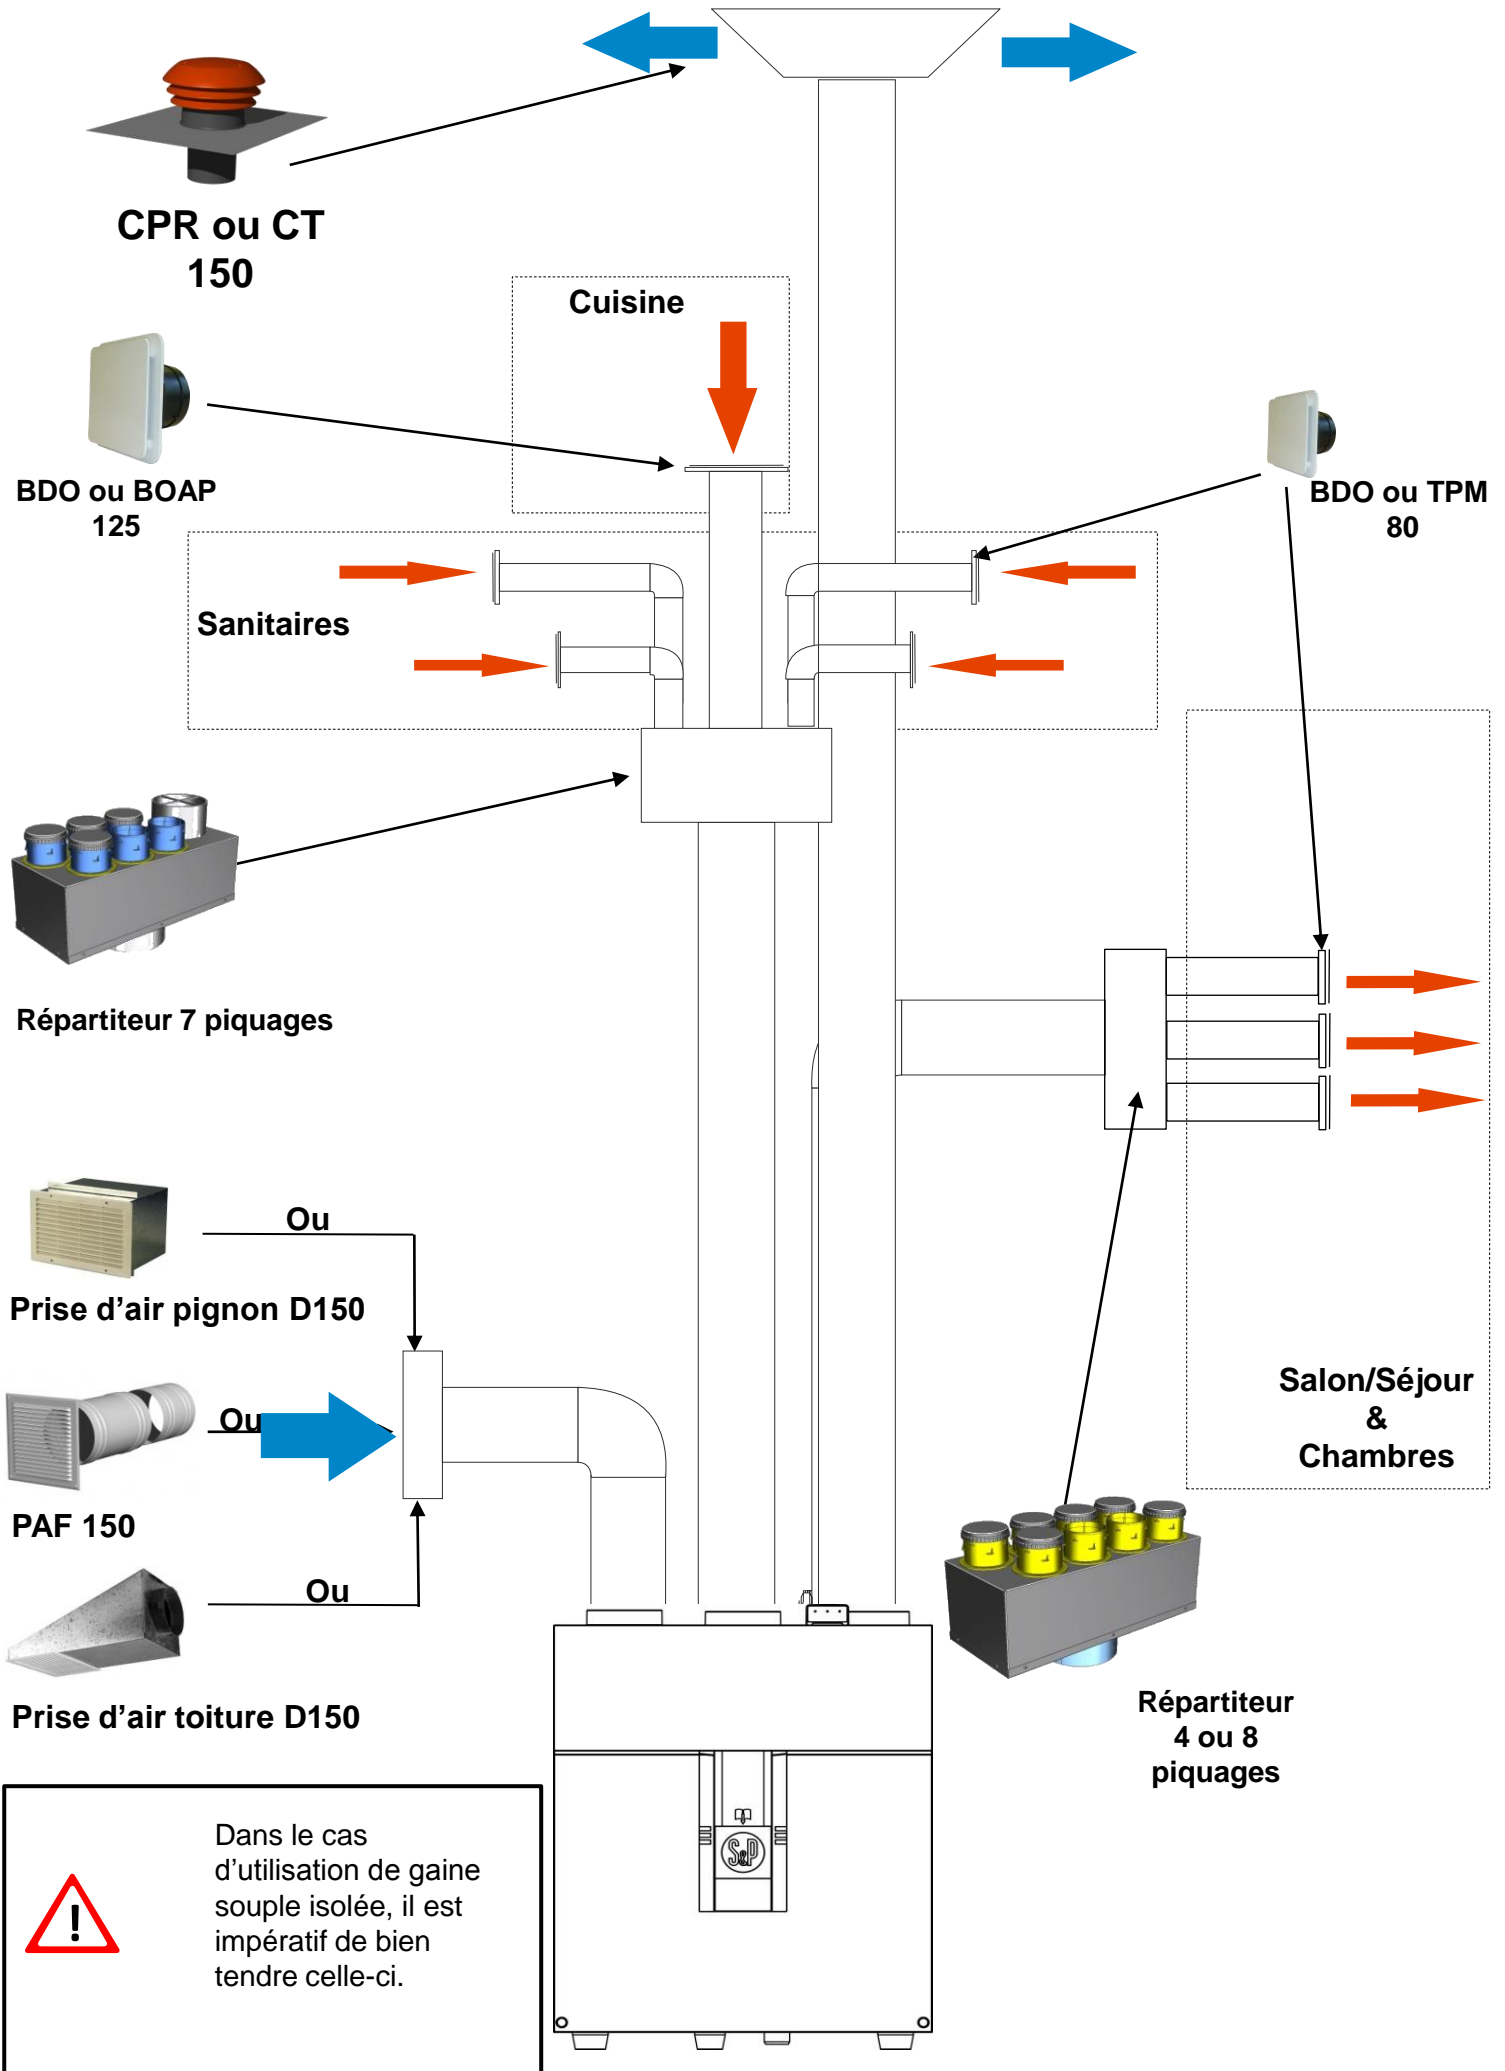 CPR ou CT
150
Cuisine
BDO ou BOAP
125
BDO ou TPM
80
Sanitaires
Répartiteur 7 piquages
Ou
Prise d’air pignon D150
Ou
PAF 150
Ou
Prise d’air toiture D150
Salon/Séjour
&
Chambres
Répartiteur
4 ou 8
piquages
S&P
!
Dans le cas
d’utilisation de gaine
souple isolée, il est
impératif de bien
tendre celle-ci.